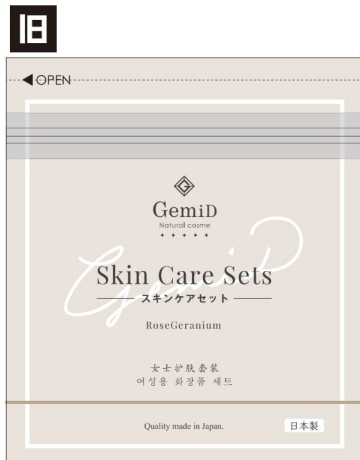 旧
OPEN
GemiD
Natural cosme
GemiD
Skin Care Sets
スキンケアセット
RoseGeranium
女士护肤套装
여성용 화장품 세트
Quality made in Japan.
日本製